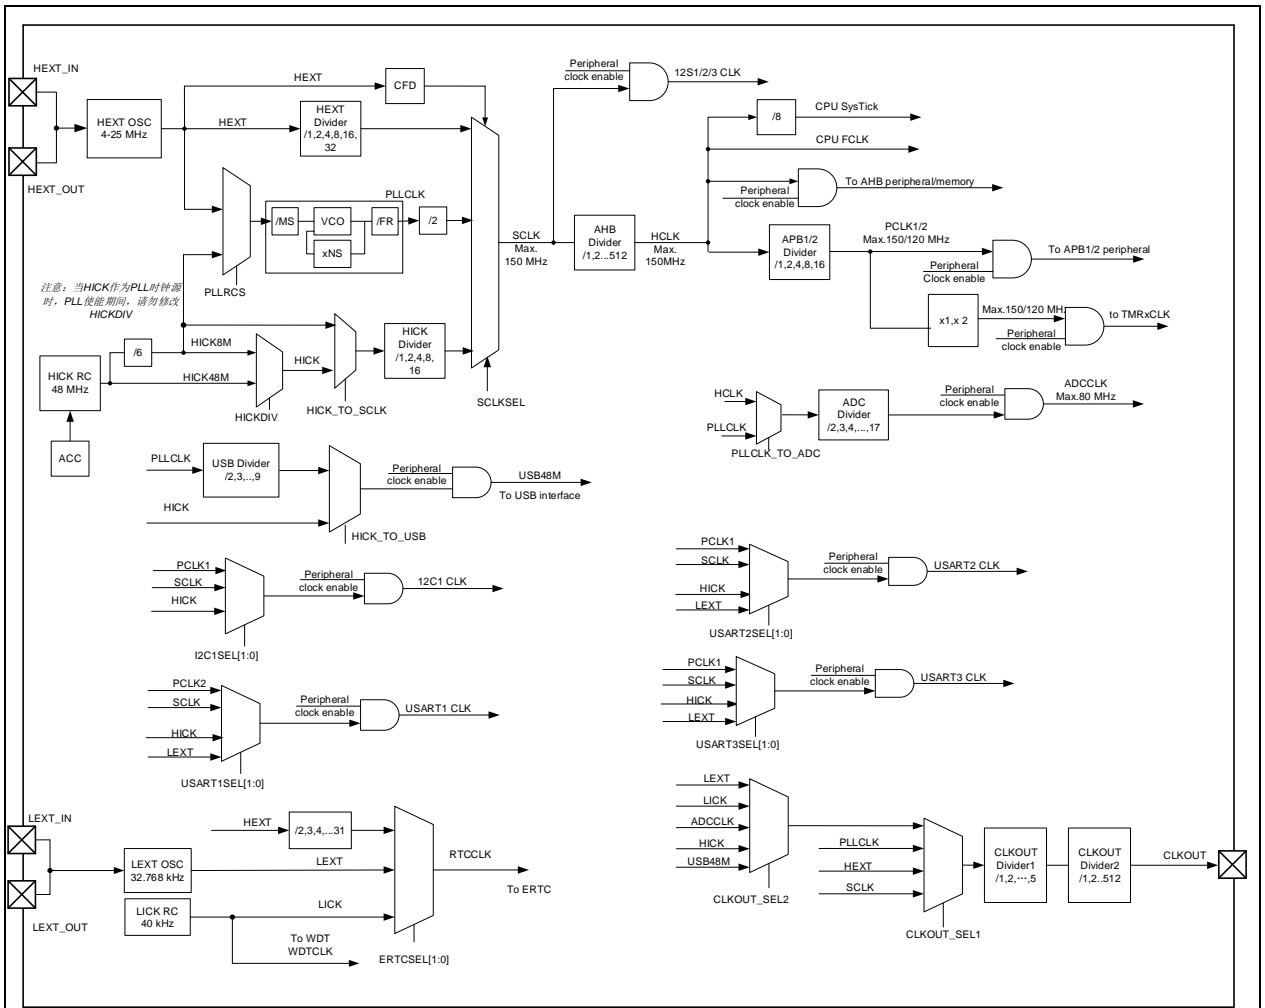 HEXT_IN
HEXT_OUT
HEXT OSC
4-25 MHz
HEXT
CFD
HEXT
HEXT
Divider
/1,2,4,8,16,
32
PLLRCS
/MS
VCO
xNS
/FR
PLLCLK
/2
注意：当HICK作为PLL时钟源
时，PLL使能期间，请勿修改
HICKDIV
HICK RC
48 MHz
ACC
/6
HICK8M
HICK48M
HICKDIV
HICK
HICK_TO_SCLK
HICK
Divider
/1,2,4,8,
16
SCLKSEL
SCLK
Max.
150 MHz
Peripheral
clock enable
12S1/2/3 CLK
AHB
Divider
/1,2...512
HCLK
Max.
150MHz
/8
CPU SysTick
CPU FCLK
Peripheral
clock enable
To AHB peripheral/memory
APB1/2
Divider
/1,2,4,8,16
PCLK1/2
Max.150/120 MHz
Peripheral
Clock enable
To APB1/2 peripheral
x1,x 2
Max.150/120 MHz
Peripheral
clock enable
to TMRxCLK
HCLK
PLLCLK
PLLCLK_TO_ADC
ADC
Divider
/2,3,4,...,17
Peripheral
clock enable
ADCCLK
Max.80 MHz
PLLCLK
USB Divider
/2,3,..,9
HICK
HICK_TO_USB
Peripheral
clock enable
USB48M
To USB interface
PCLK1
SCLK
HICK
I2C1SEL[1:0]
Peripheral
clock enable
12C1 CLK
PCLK1
SCLK
HICK
LEXT
USART2SEL[1:0]
Peripheral
clock enable
USART2 CLK
PCLK2
SCLK
HICK
LEXT
USART1SEL[1:0]
Peripheral
clock enable
USART1 CLK
PCLK1
SCLK
HICK
LEXT
USART3SEL[1:0]
Peripheral
clock enable
USART3 CLK
LEXT_IN
LEXT_OUT
LEXT OSC
32.768 kHz
LICK RC
40 kHz
HEXT
/2,3,4,...31
LEXT
LICK
To WDT
WDTCLK
ERTCSEL[1:0]
RTCCLK
To ERTC
LEXT
LICK
ADCCLK
HICK
USB48M
CLKOUT_SEL2
PLLCLK
HEXT
SCLK
CLKOUT_SEL1
CLKOUT
Divider1
/1,2,⋯,5
CLKOUT
Divider2
/1,2..512
CLKOUT